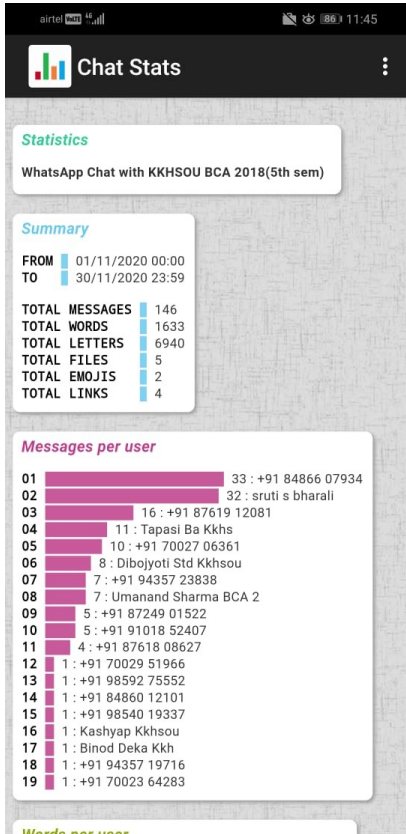 airtel VoLTE 4G 86 11:45
Chat Stats
Statistics
WhatsApp Chat with KKHSOU BCA 2018(5th sem)
Summary
FROM 01/11/2020 00:00
TO 30/11/2020 23:59
TOTAL MESSAGES 146
TOTAL WORDS 1633
TOTAL LETTERS 6940
TOTAL FILES 5
TOTAL EMOJIS 2
TOTAL LINKS 4
Messages per user
01 33 : +91 84866 07934
02 32 : sruti s bharali
03 16 : +91 87619 12081
04 11 : Tapasi Ba Kkhs
05 10 : +91 70027 06361
06 8 : Dibojyoti Std Kkhsou
07 7 : +91 94357 23838
08 7 : Umanand Sharma BCA 2
09 5 : +91 87249 01522
10 5 : +91 91018 52407
11 4 : +91 87618 08627
12 1 : +91 70029 51966
13 1 : +91 98592 75552
14 1 : +91 84860 12101
15 1 : +91 98540 19337
16 1 : Kashyap Kkhsou
17 1 : Binod Deka Kkh
18 1 : +91 94357 19716
19 1 : +91 70023 64283
Words per user